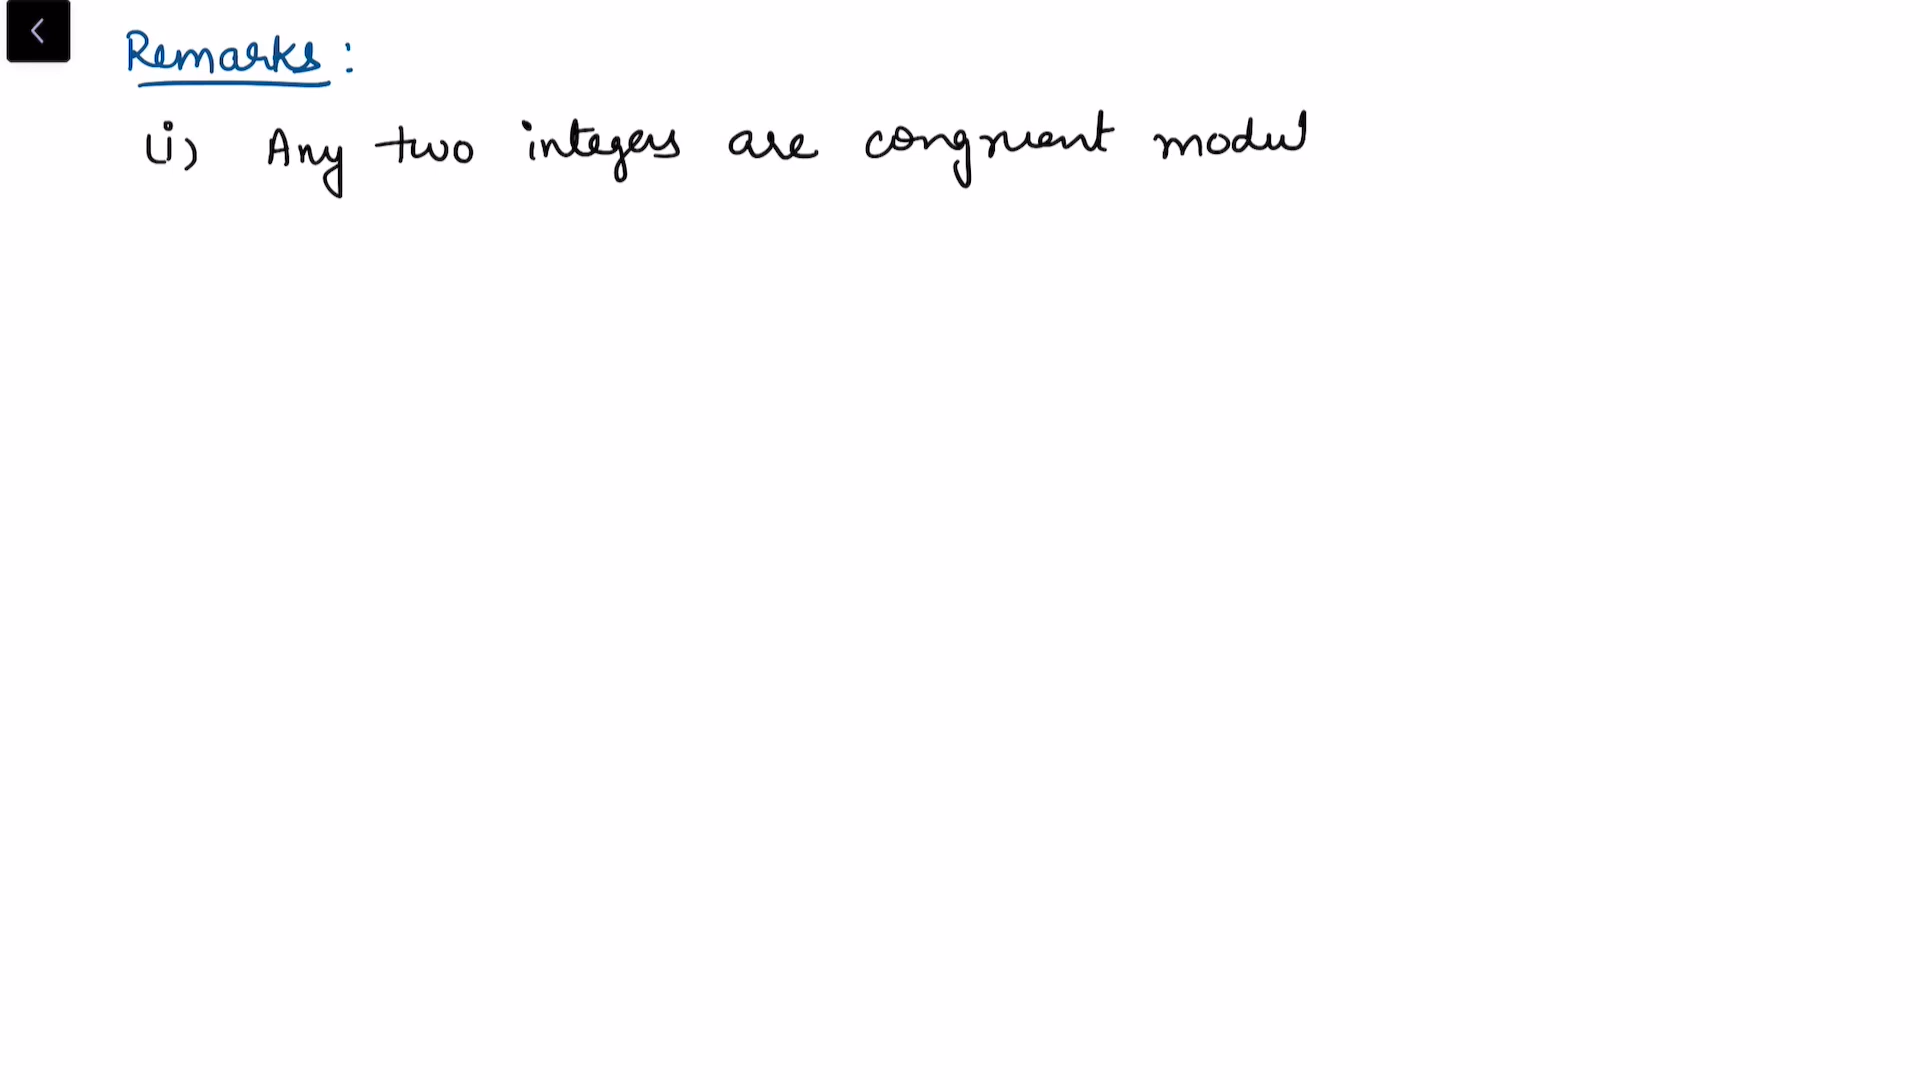 Remarks :
(i) Any two integers are congruent modul